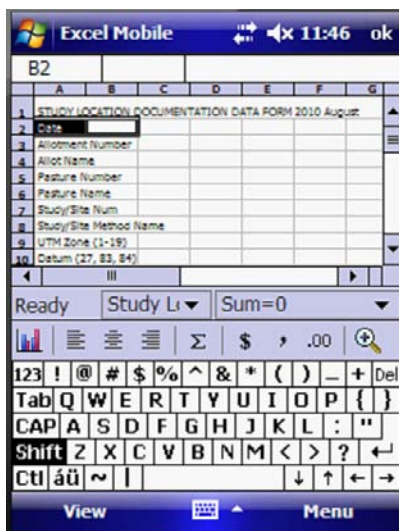 Excel Mobile 11:46 ok
B2
A B C D E F G
1 STUDY LOCATION DOCUMENTATION DATA FORM 2010 August
2 Date
3 Allotment Number
4 Allot Name
5 Pasture Number
6 Pasture Name
7 Study/Site Num
8 Study/Site Method Name
9 UTM Zone (1-19)
10 Datum (27, 83, 84)
Ready Study Lo Sum=0
Σ $ , .00
123 ! @ # $ % ^ & * ( ) _ + Del
Tab Q W E R T Y U I O P { }
CAP A S D F G H J K L : "
Shift Z X C V B N M < > ? ↵
Ctl áü ~ | ↓ ↑ ← →
View Menu